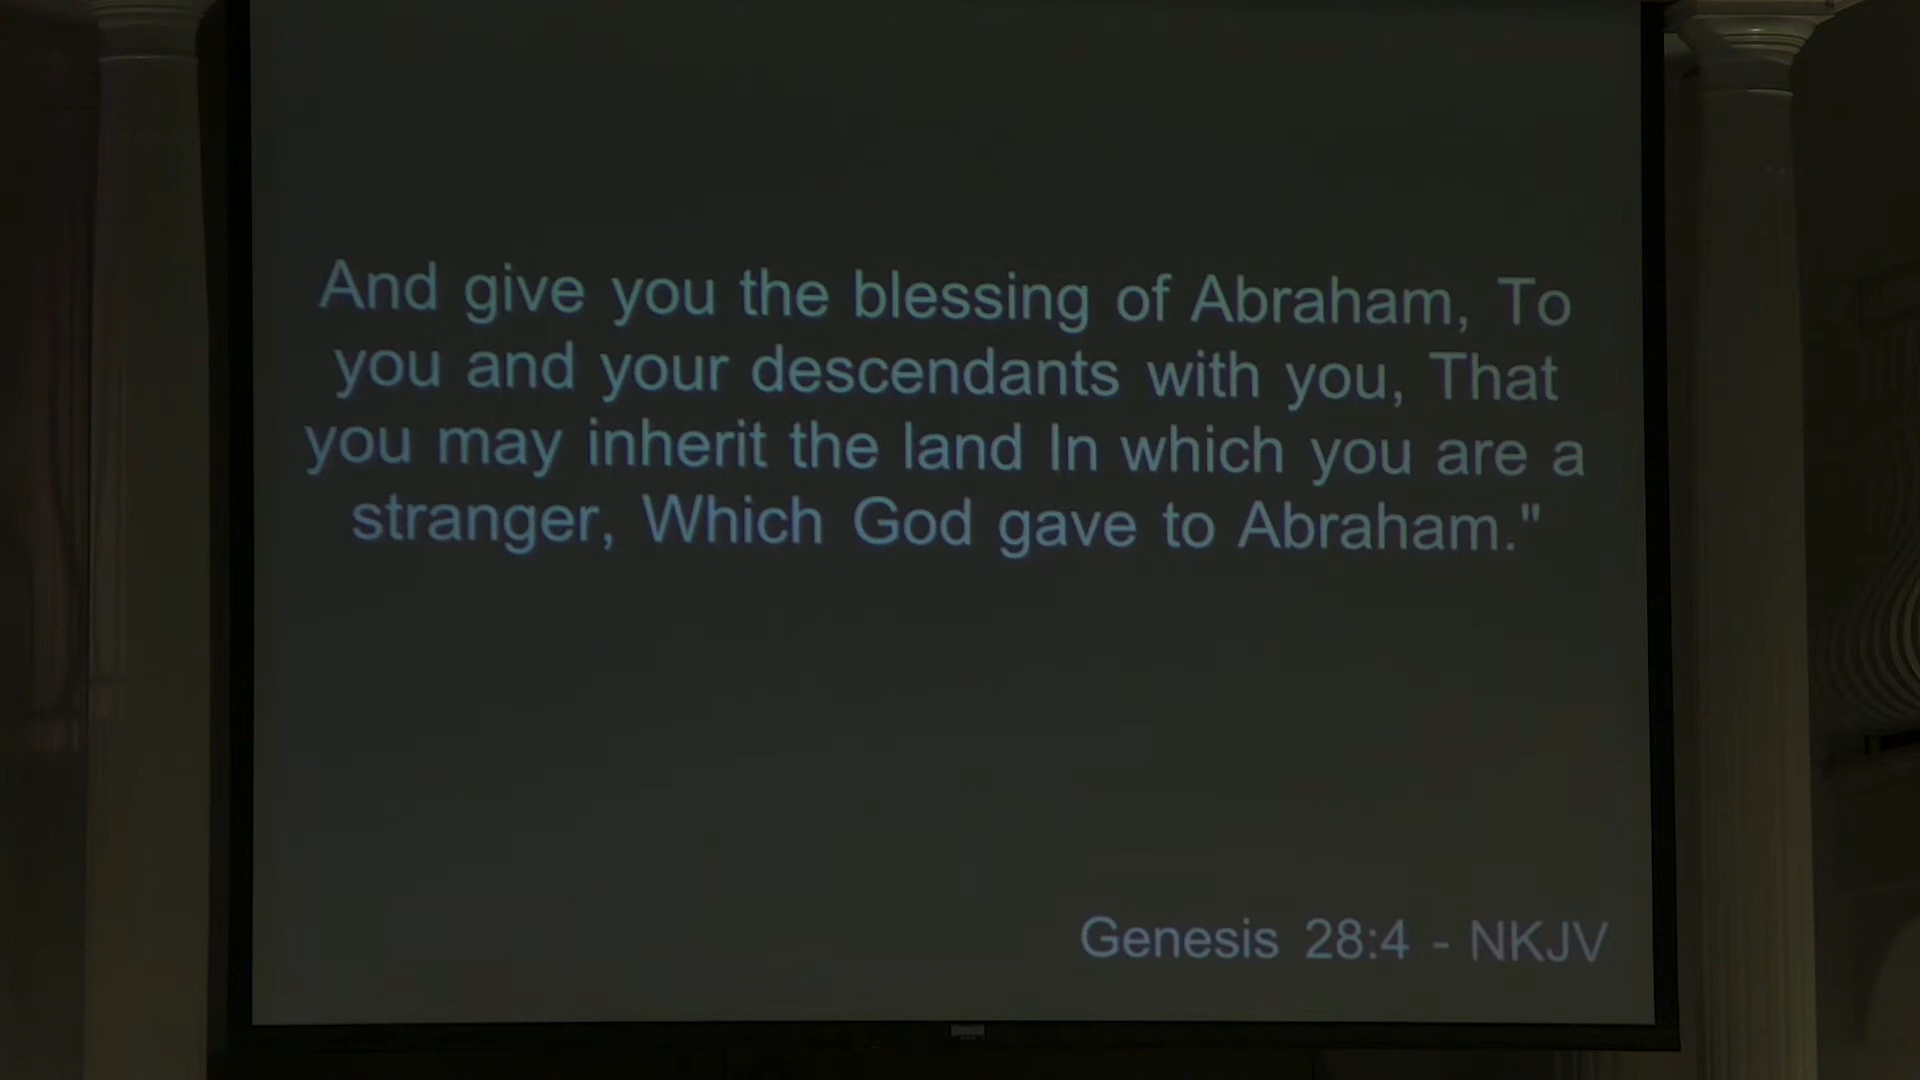 And give you the blessing of Abraham, To
you and your descendants with you, That
you may inherit the land In which you are a
stranger, Which God gave to Abraham."
Genesis 28:4 - NKJV